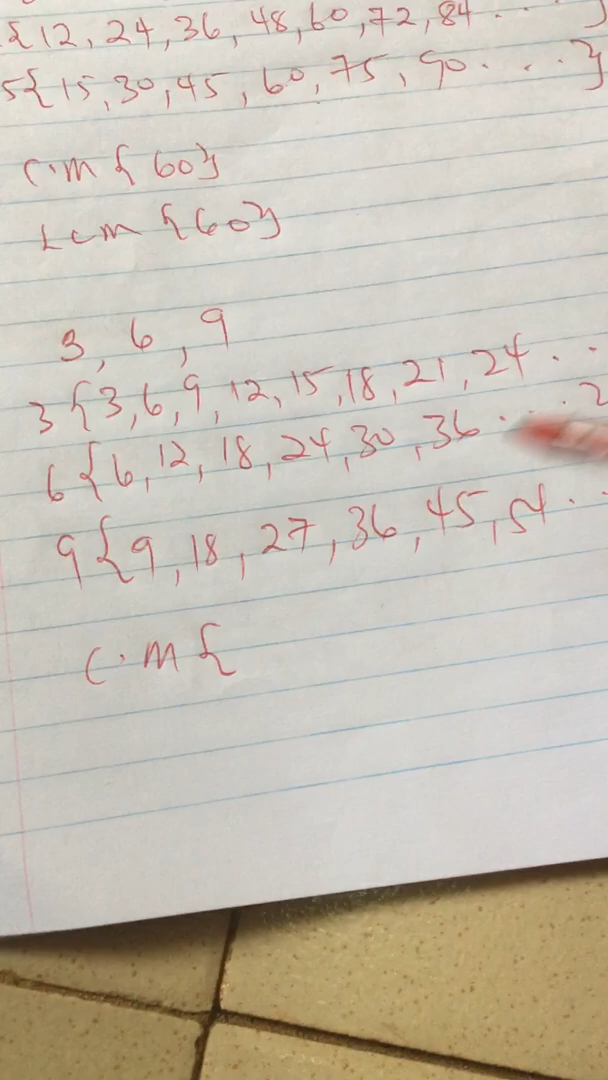 {12, 24, 36, 48, 60, 72, 84 . . . }
5{15, 30, 45, 60, 75, 90 . . . . }
C.M {60}
LCM {60}
3, 6, 9
3{3, 6, 9, 12, 15, 18, 21, 24 . .
6{6, 12, 18, 24, 30, 36 . . . .
9{9, 18, 27, 36, 45, 54 . .
C.M {